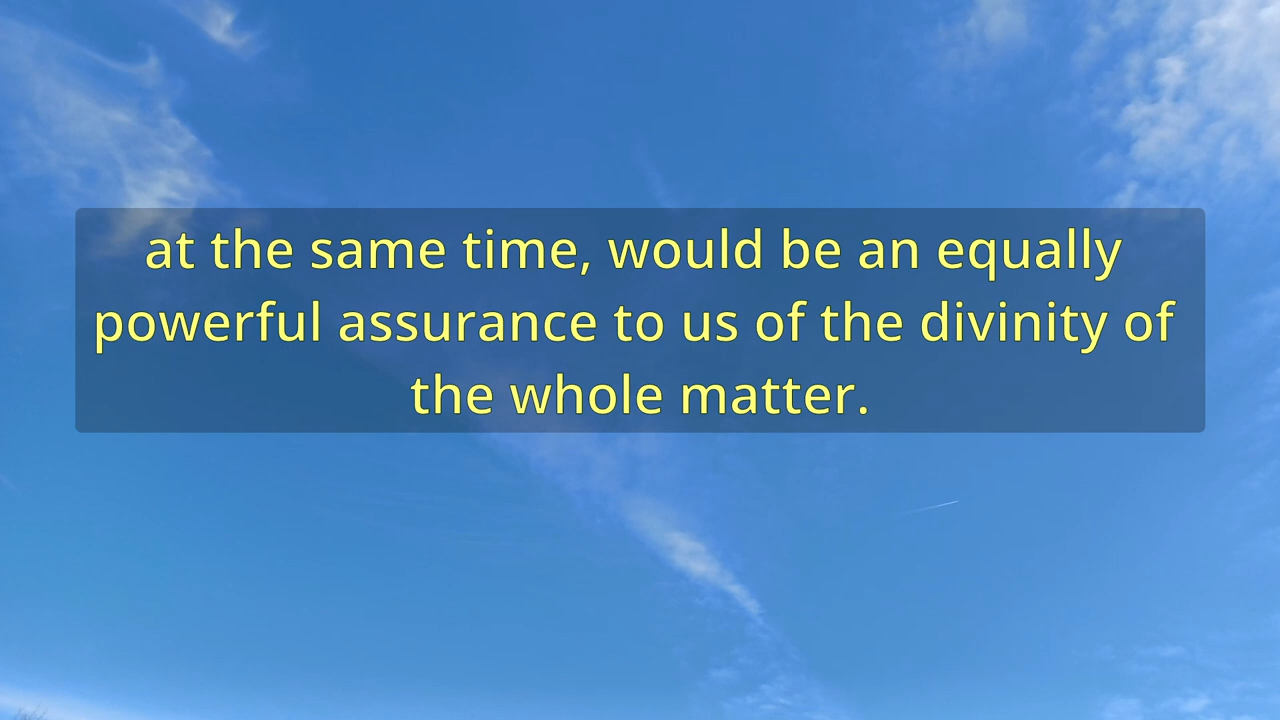 at the same time, would be an equally
powerful assurance to us of the divinity of
the whole matter.